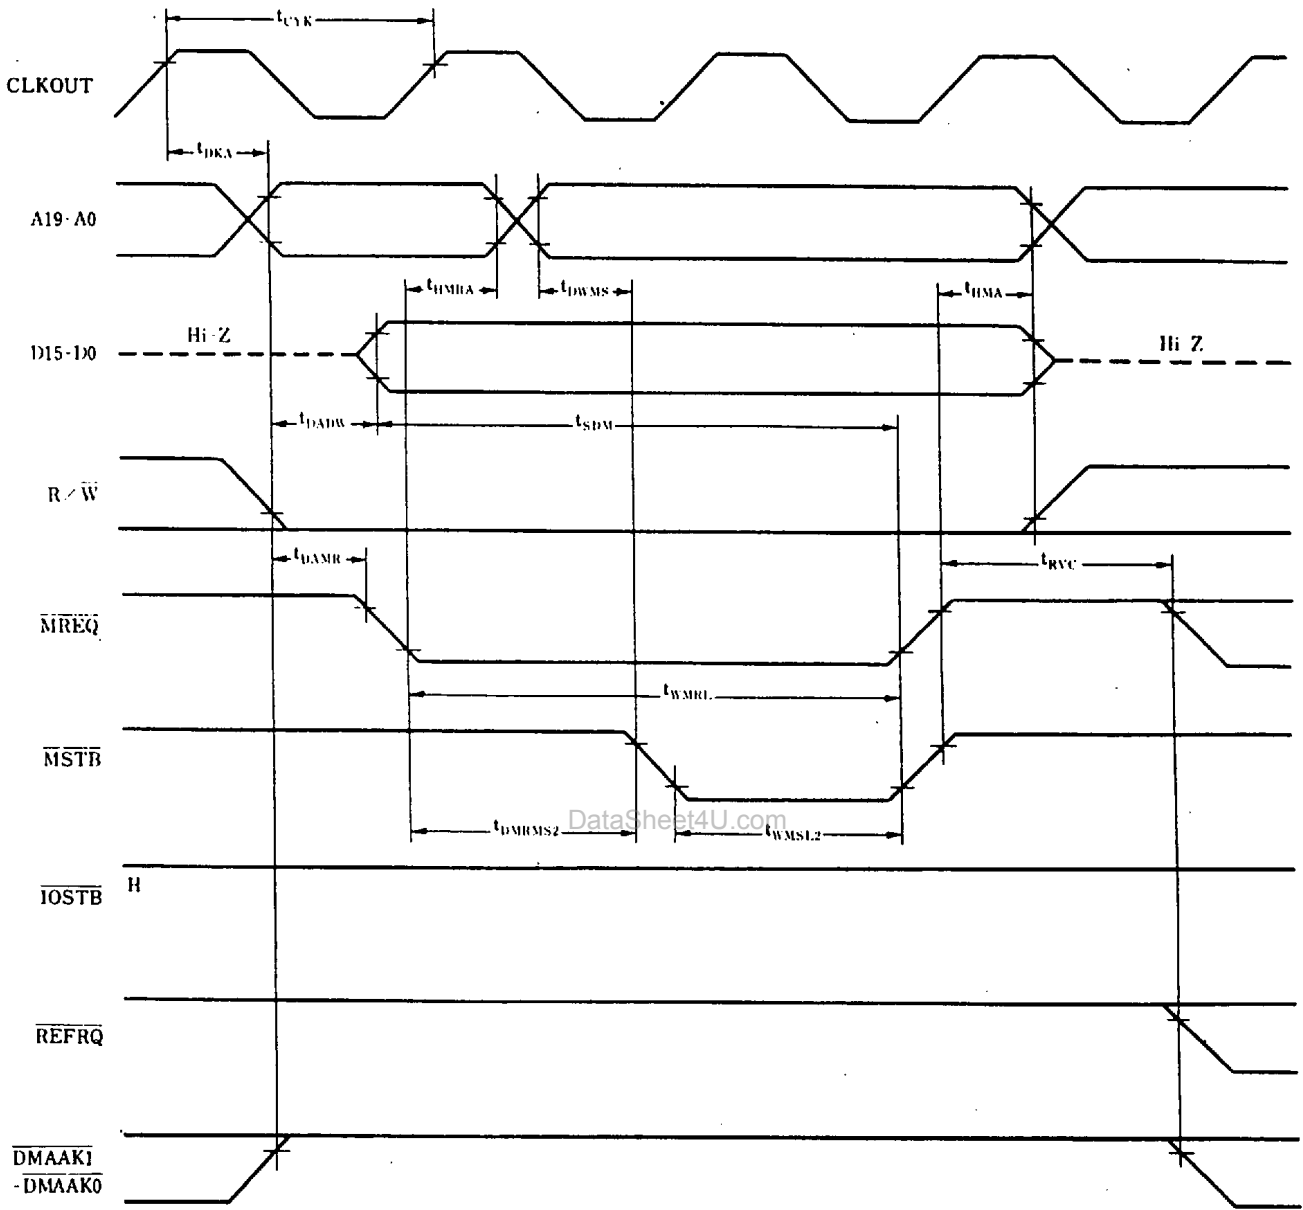 tCYK
CLKOUT
tDKA
A19-A0
tHMRA
tDWMS
tHMA
D15-D0
Hi-Z
Hi-Z
tDADW
tSDM
R/W
tDAMR
tRVC
MREQ
tWMRL
MSTB
DataSheet4U.com
tDMRMS2
tWMSL2
IOSTB
H
REFRQ
DMAAK1
-DMAAK0